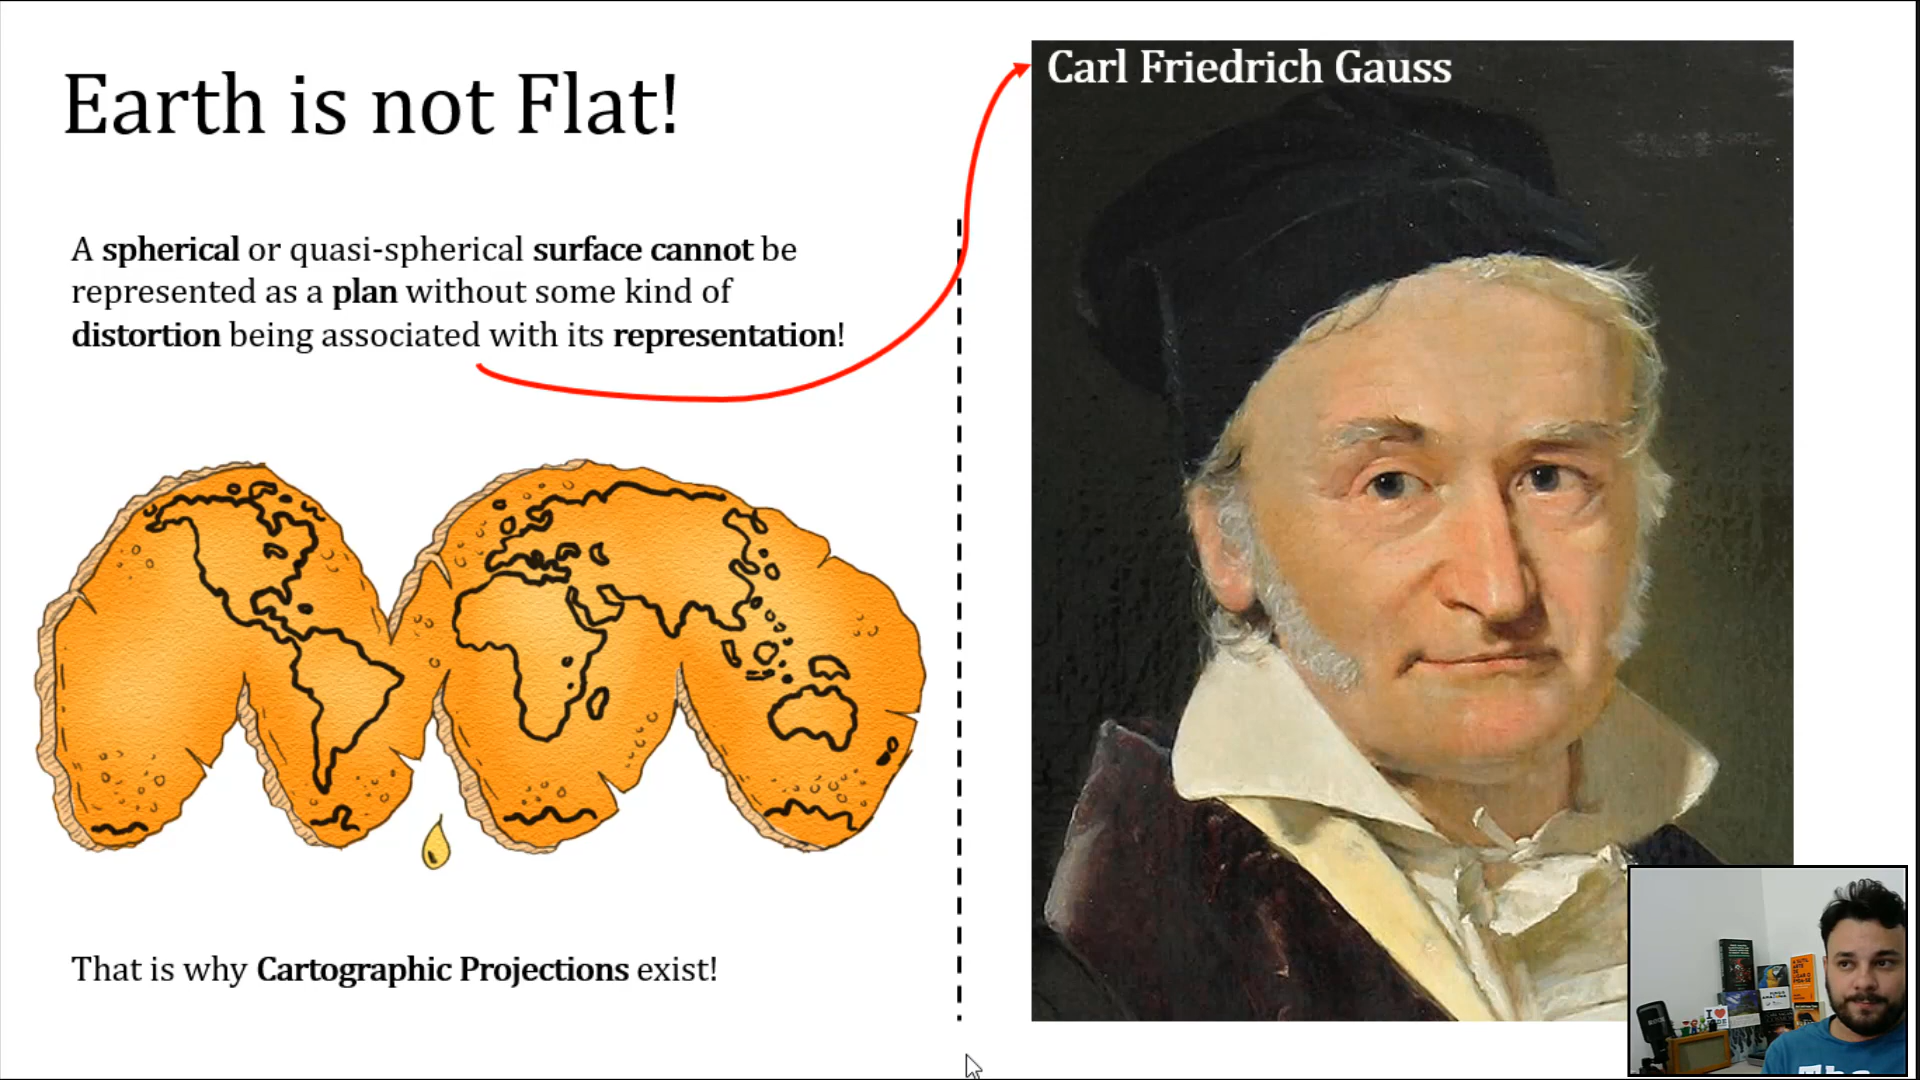 Earth is not Flat!
A spherical or quasi-spherical surface cannot be
represented as a plan without some kind of
distortion being associated with its representation!
That is why Cartographic Projections exist!
Carl Friedrich Gauss